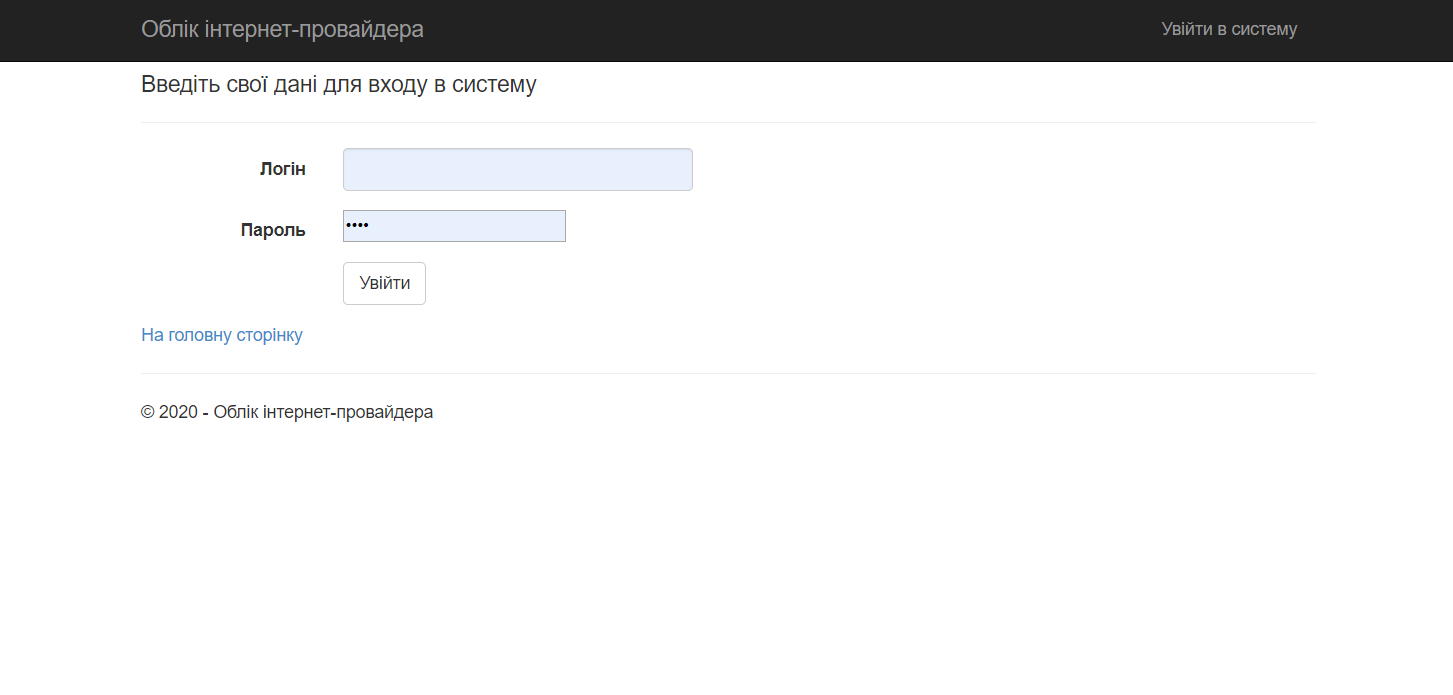 Облік інтернет-провайдера
Увійти в систему
Введіть свої дані для входу в систему
Логін
Пароль ••••
Увійти
На головну сторінку
© 2020 - Облік інтернет-провайдера